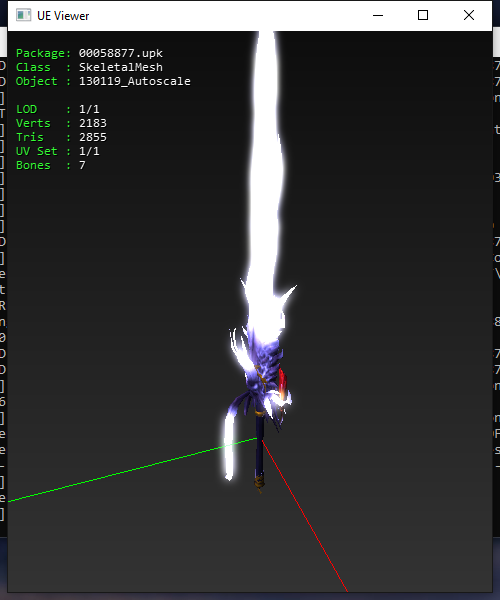 UE Viewer
Package: 00058877.upk
Class : SkeletalMesh
Object : 130119_Autoscale
LOD : 1/1
Verts : 2183
Tris : 2855
UV Set : 1/1
Bones : 7